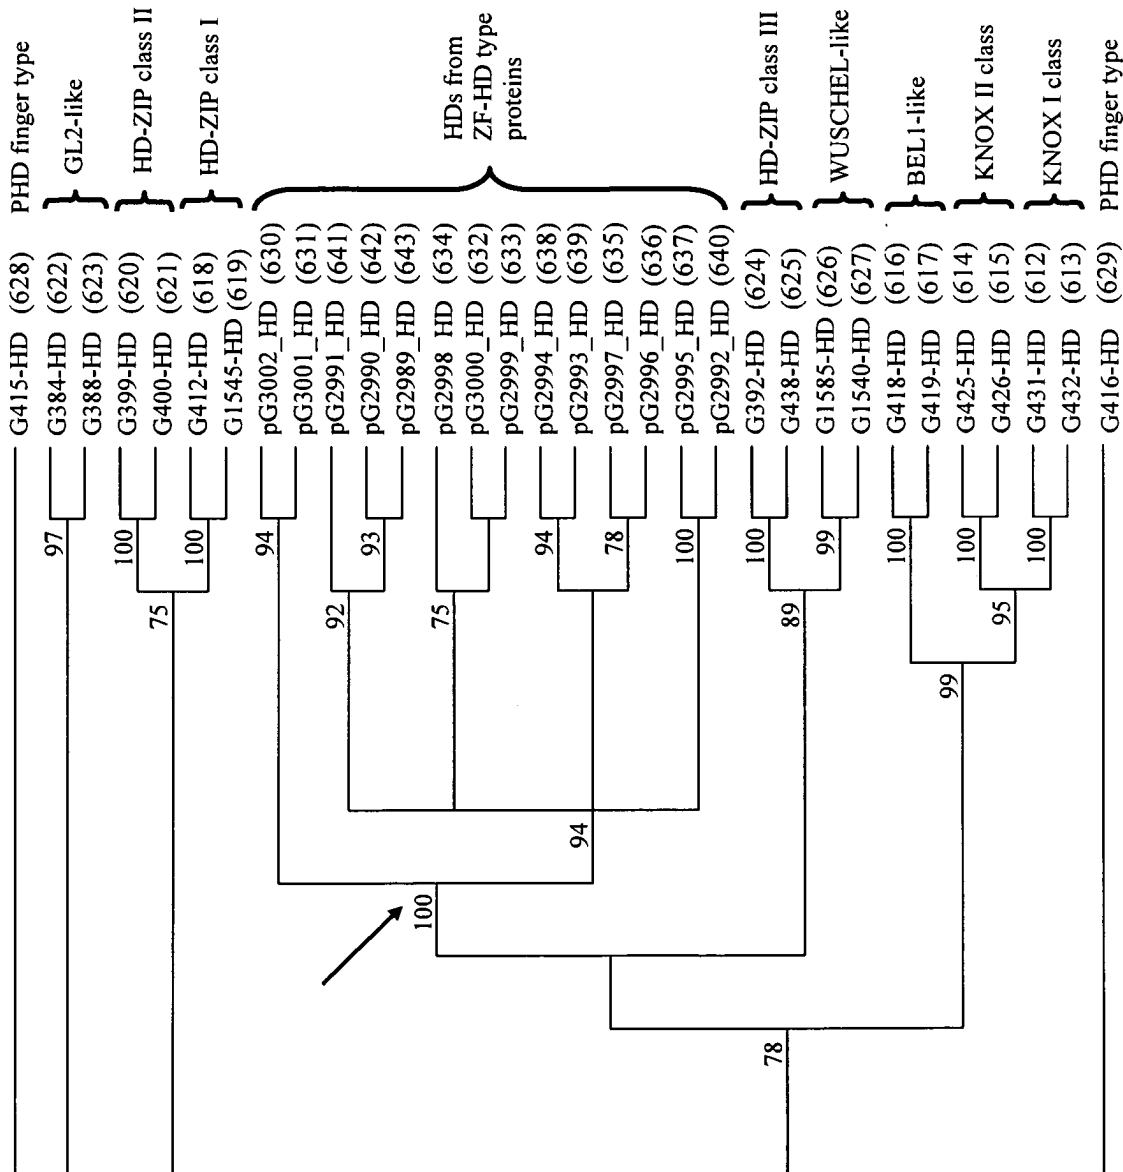 G415-HD (628) PHD finger type
G384-HD (622)
G388-HD (623)
GL2-like
G399-HD (620)
G400-HD (621)
HD-ZIP class II
G412-HD (618)
G1545-HD (619)
HD-ZIP class I
pG3002_HD (630)
pG3001_HD (631)
pG2991_HD (641)
pG2990_HD (642)
pG2989_HD (643)
pG2998_HD (634)
pG3000_HD (632)
pG2999_HD (633)
pG2994_HD (638)
pG2993_HD (639)
pG2997_HD (635)
pG2996_HD (636)
pG2995_HD (637)
pG2992_HD (640)
HDs from
ZF-HD type
proteins
G392-HD (624)
G438-HD (625)
HD-ZIP class III
G1585-HD (626)
G1540-HD (627)
WUSCHEL-like
G418-HD (616)
G419-HD (617)
BEL1-like
G425-HD (614)
G426-HD (615)
KNOX II class
G431-HD (612)
G432-HD (613)
KNOX I class
G416-HD (629) PHD finger type
97
100
100
75
94
93
92
75
94
78
100
94
100
100
99
89
100
100
100
95
99
78